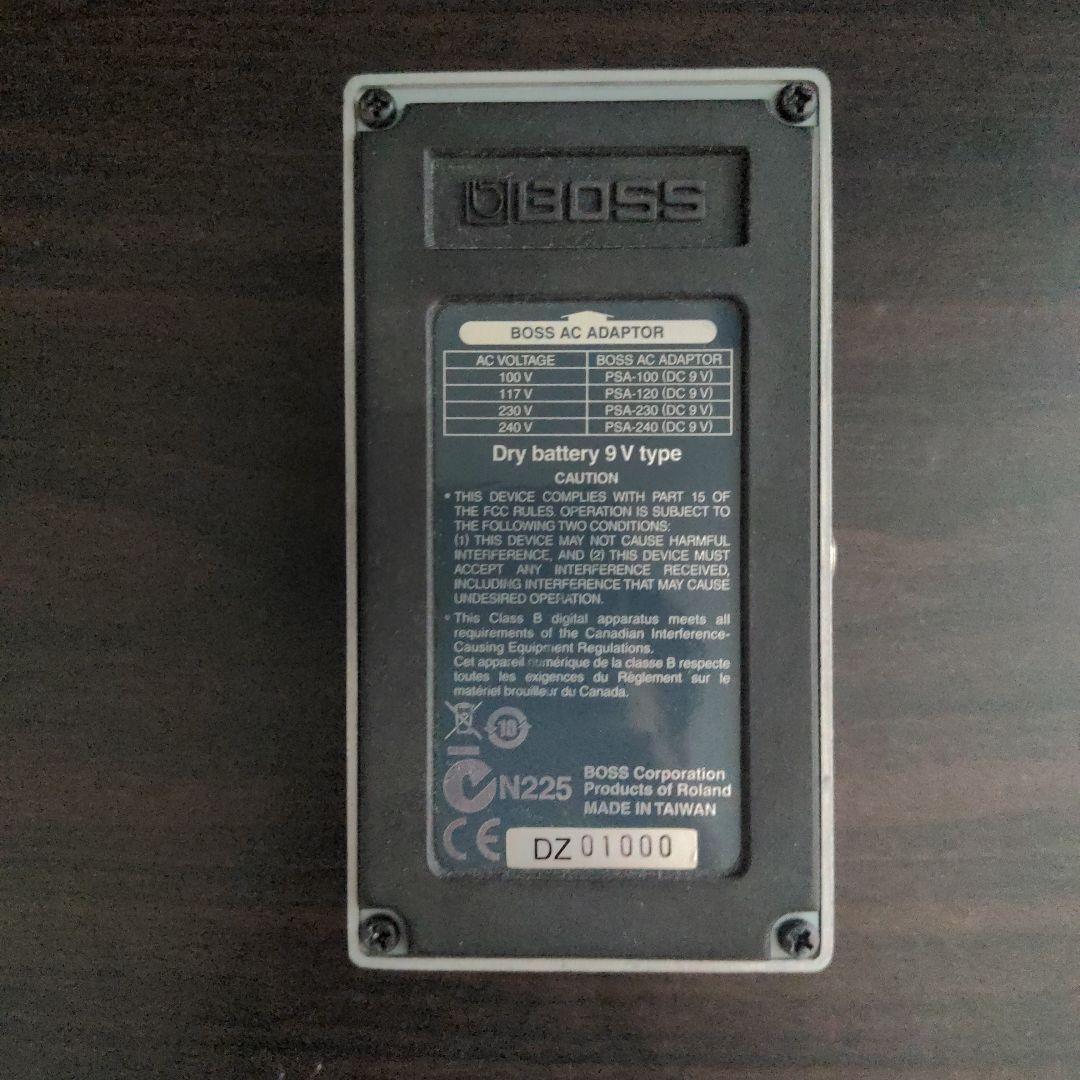 BOSS
BOSS AC ADAPTOR
AC VOLTAGE BOSS AC ADAPTOR
100 V PSA-100 (DC 9 V)
117 V PSA-120 (DC 9 V)
230 V PSA-230 (DC 9 V)
240 V PSA-240 (DC 9 V)
Dry battery 9 V type
CAUTION
• THIS DEVICE COMPLIES WITH PART 15 OF
THE FCC RULES. OPERATION IS SUBJECT TO
THE FOLLOWING TWO CONDITIONS:
(1) THIS DEVICE MAY NOT CAUSE HARMFUL
INTERFERENCE, AND (2) THIS DEVICE MUST
ACCEPT ANY INTERFERENCE RECEIVED,
INCLUDING INTERFERENCE THAT MAY CAUSE
UNDESIRED OPERATION.
• This Class B digital apparatus meets all
requirements of the Canadian Interference-
Causing Equipment Regulations.
Cet appareil numérique de la classe B respecte
toutes les exigences du Règlement sur le
matériel brouilleur du Canada.
10
N225
BOSS Corporation
Products of Roland
MADE IN TAIWAN
CE
DZ 01000